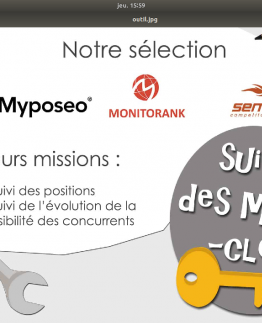 jeu. 15:59
outil.jpg
Notre sélection
Myposeo®
MONITORANK
sem
urs missions :
uivi des positions
uivi de l'évolution de la
sibilité des concurrents
SUi
des M
-CL